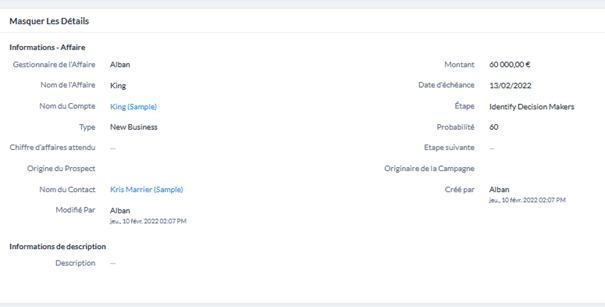 Masquer Les Détails
Informations - Affaire
Gestionnaire de l'Affaire Alban Montant 60 000,00 €
Nom de l'Affaire King Date d'échéance 13/02/2022
Nom du Compte King (Sample) Étape Identify Decision Makers
Type New Business Probabilité 60
Chiffre d'affaires attendu ... Etape suivante ...
Origine du Prospect Originaire de la Campagne
Nom du Contact Kris Marrier (Sample) Créé par Alban
jeu., 10 févr. 2022 02:07 PM
Modifié Par Alban
jeu., 10 févr. 2022 02:07 PM
Informations de description
Description ...